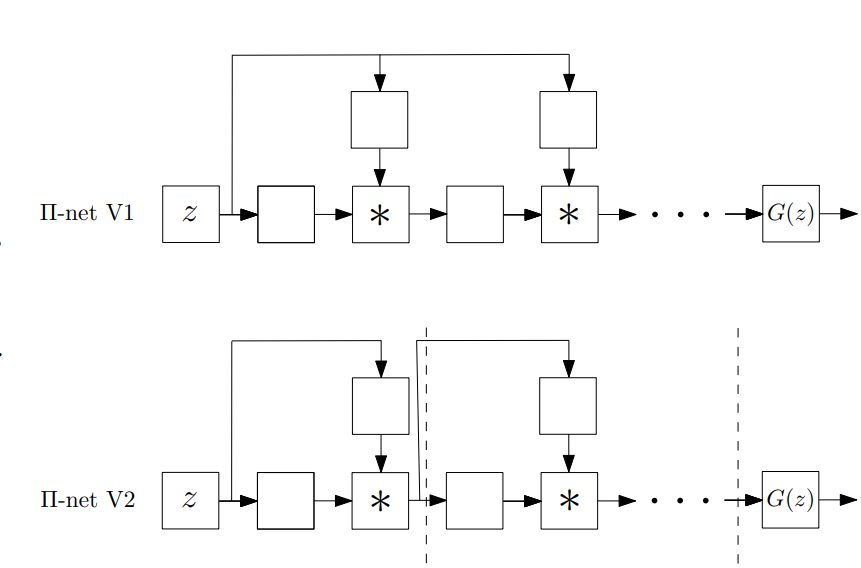 Π-net V1 z * * · · · G(z)
Π-net V2 z * * · · · G(z)